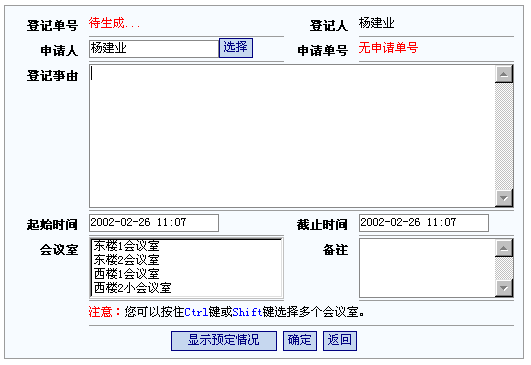 登记单号 待生成... 登记人 杨建业
申请人 杨建业 选择 申请单号 无申请单号
登记事由
起始时间 2002-02-26 11:07 截止时间 2002-02-26 11:07
会议室 东楼1会议室 备注
东楼2会议室
西楼1会议室
西楼2小会议室
注意：您可以按住Ctrl键或Shift键选择多个会议室。
显示预定情况 确定 返回